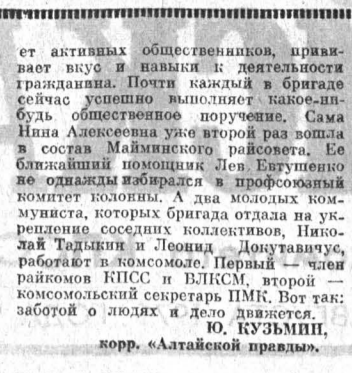 ет активных общественников, приви-
вает вкус и навыки к деятельности
гражданина. Почти каждый в бригаде
сейчас успешно выполняет какое-ни-
будь общественное поручение. Сама
Нина Алексеевна уже второй раз вошла
в состав Майминского райсовета. Ее
ближайший помощник Лев Евтушенко
не однажды избирался в профсоюзный
комитет колонны. А два молодых ком-
муниста, которых бригада отдала на ук-
репление соседних коллективов, Нико-
лай Тадыкин и Леонид Докутавичус,
работают в комсомоле. Первый — член
райкомов КПСС и ВЛКСМ, второй —
комсомольский секретарь ПМК. Вот так:
заботой о людях и дело движется.
Ю. КУЗЬМИН,
корр. «Алтайской правды».